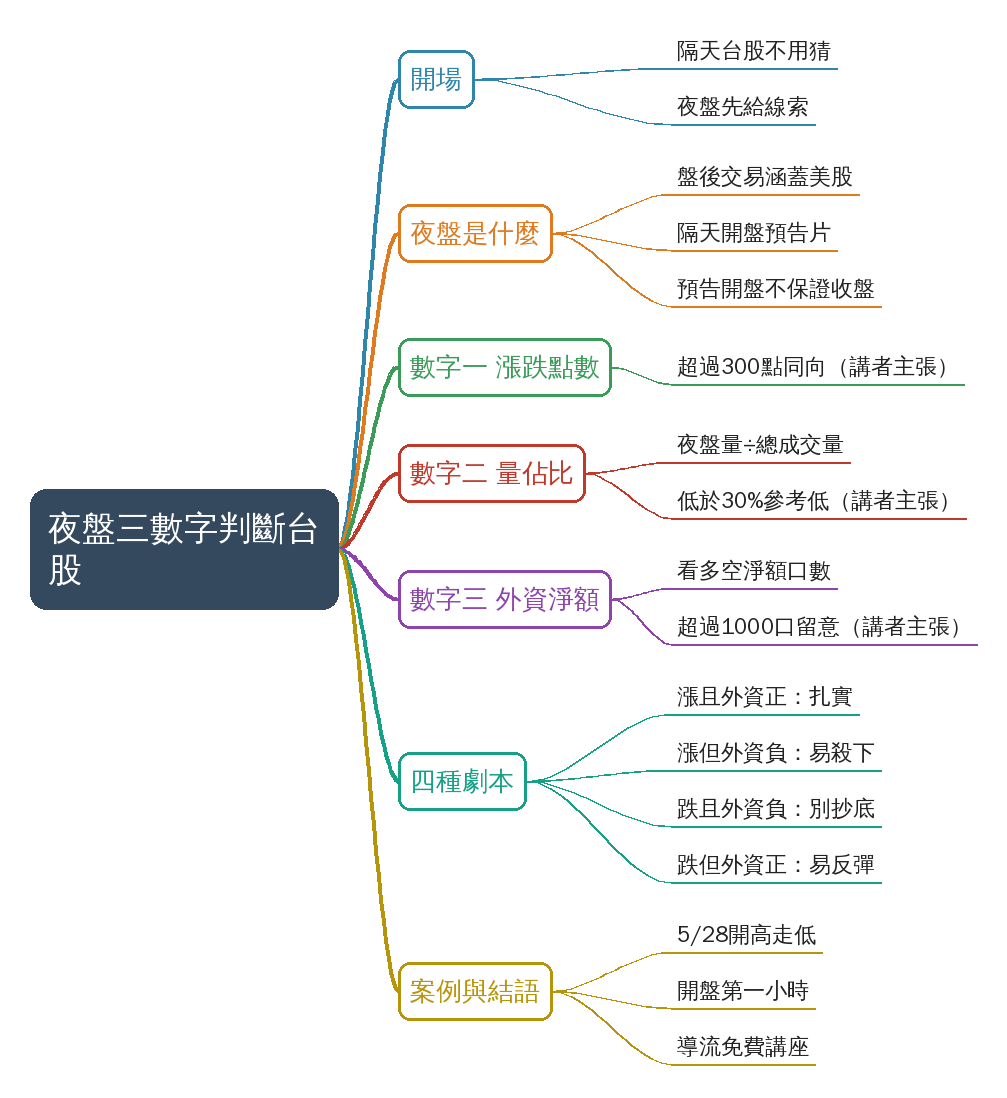 夜盤三數字判斷台
股
開場
隔天台股不用猜
夜盤先給線索
夜盤是什麼
盤後交易涵蓋美股
隔天開盤預告片
預告開盤不保證收盤
數字一 漲跌點數
超過300點同向（講者主張）
數字二 量佔比
夜盤量÷總成交量
低於30%參考低（講者主張）
數字三 外資淨額
看多空淨額口數
超過1000口留意（講者主張）
四種劇本
漲且外資正：扎實
漲但外資負：易殺下
跌且外資負：別抄底
跌但外資正：易反彈
案例與結語
5/28開高走低
開盤第一小時
導流免費講座